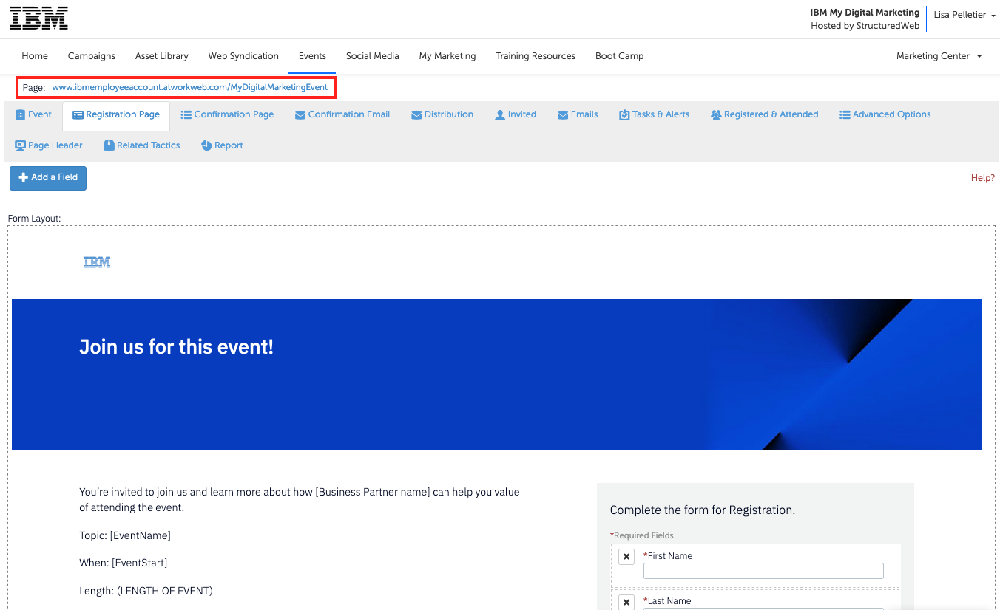 IBM
IBM My Digital Marketing
Hosted by StructuredWeb
Lisa Pelletier
Home Campaigns Asset Library Web Syndication Events Social Media My Marketing Training Resources Boot Camp Marketing Center
Page: www.ibmemployeeaccount.atworkweb.com/MyDigitalMarketingEvent
Event Registration Page Confirmation Page Confirmation Email Distribution Invited Emails Tasks & Alerts Registered & Attended Advanced Options
Page Header Related Tactics Report
Add a Field
Help?
Form Layout:
IBM
Join us for this event!
You’re invited to join us and learn more about how [Business Partner name] can help you value
of attending the event.
Topic: [EventName]
When: [EventStart]
Length: (LENGTH OF EVENT)
Complete the form for Registration.
*Required Fields
*First Name
*Last Name